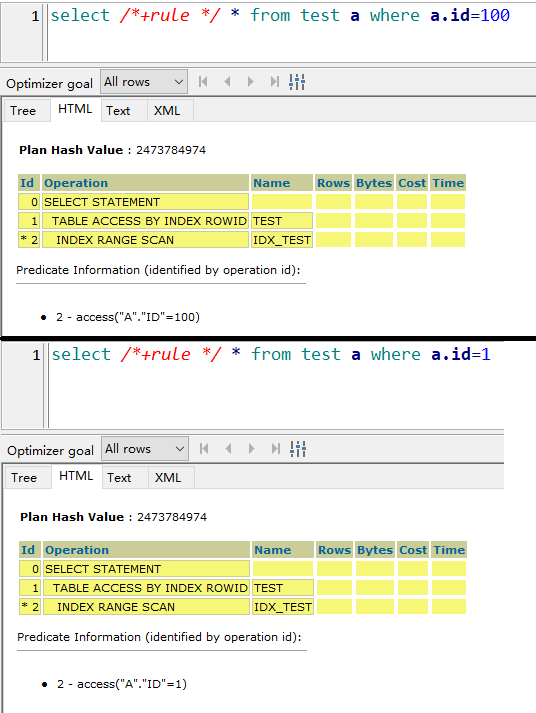 1 select /*+rule */ * from test a where a.id=100
Optimizer goal All rows
Tree HTML Text XML
Plan Hash Value : 2473784974
Id Operation Name Rows Bytes Cost Time
0 SELECT STATEMENT
1 TABLE ACCESS BY INDEX ROWID TEST
* 2 INDEX RANGE SCAN IDX_TEST
Predicate Information (identified by operation id):
• 2 - access("A"."ID"=100)
1 select /*+rule */ * from test a where a.id=1
Optimizer goal All rows
Tree HTML Text XML
Plan Hash Value : 2473784974
Id Operation Name Rows Bytes Cost Time
0 SELECT STATEMENT
1 TABLE ACCESS BY INDEX ROWID TEST
* 2 INDEX RANGE SCAN IDX_TEST
Predicate Information (identified by operation id):
• 2 - access("A"."ID"=1)